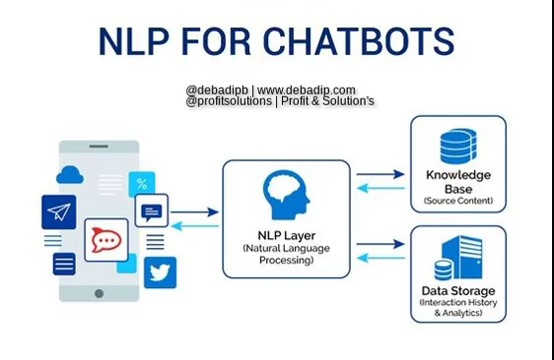 NLP FOR CHATBOTS
@debadipb | www.debadip.com
@profitsolutions | Profit & Solution's
%
NLP Layer
(Natural Language
Processing)
Knowledge
Base
(Source Content)
Data Storage
(Interaction History
& Analytics)